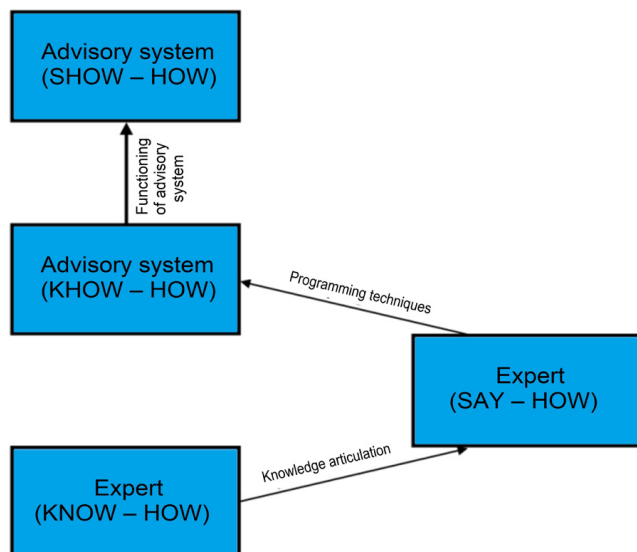 Advisory system
(SHOW – HOW)
Functioning
of advisory
system
Advisory system
(KHOW – HOW)
Programming techniques
Expert
(SAY – HOW)
Knowledge articulation
Expert
(KNOW – HOW)